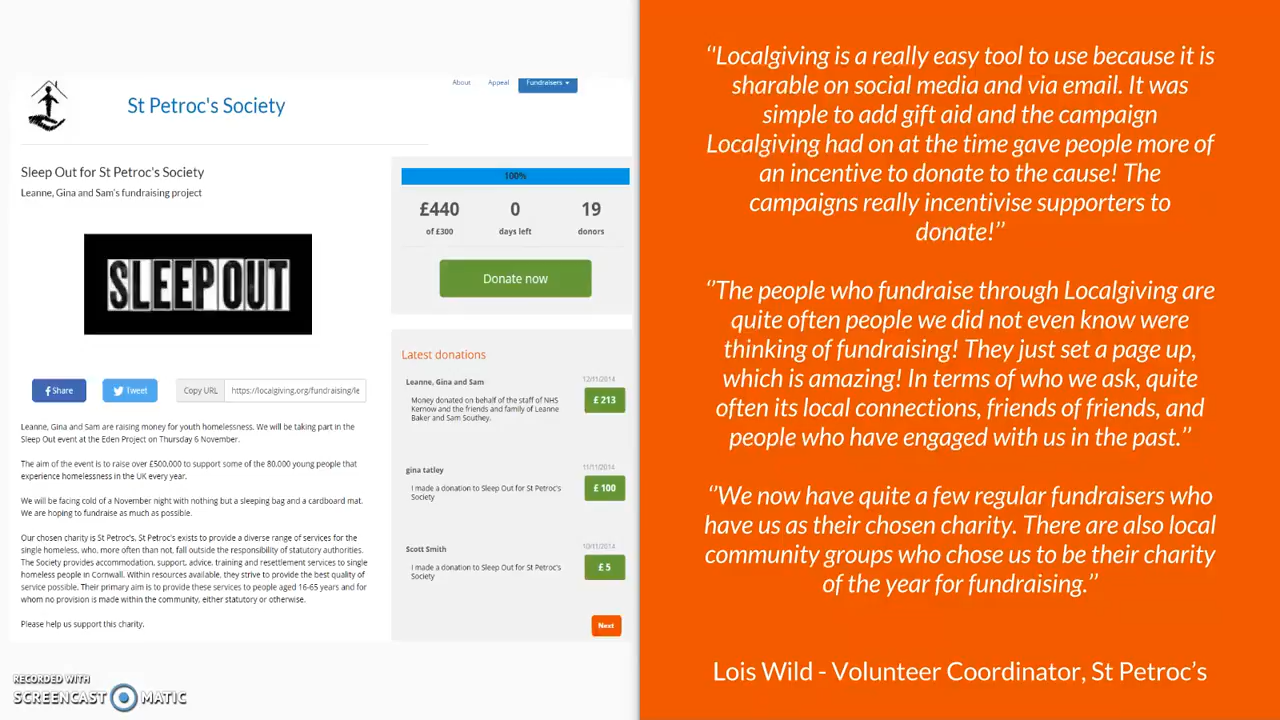 About
Appeal
Fundraisers
St Petroc's Society
Sleep Out for St Petroc's Society
Leanne, Gina and Sam's fundraising project
SLEEPOUT
Share
Tweet
Copy URL
https://localgiving.org/fundraising/le
Leanne, Gina and Sam are raising money for youth homelessness. We will be taking part in the
Sleep Out event at the Eden Project on Thursday 6 November.
The aim of the event is to raise over £500,000 to support some of the 80,000 young people that
experience homelessness in the UK every year.
We will be facing cold of a November night with nothing but a sleeping bag and a cardboard mat.
We are hoping to fundraise as much as possible.
Our chosen charity is St Petroc's. St Petroc's exists to provide a diverse range of services for the
single homeless, who, more often than not, fall outside the responsibility of statutory authorities.
The Society provides accommodation, support, advice, training and resettlement services to single
homeless people in Cornwall. Within resources available, they strive to provide the best quality of
service possible. Their primary aim is to provide these services to people aged 16-65 years and for
whom no provision is made within the community, either statutory or otherwise.
Please help us support this charity.
100%
£440 0 19
of £300 days left donors
Donate now
Latest donations
12/11/2014
Leanne, Gina and Sam
£ 213
Money donated on behalf of the staff of NHS
Kernow and the friends and family of Leanne
Baker and Sam Southey.
11/11/2014
gina tatley
£ 100
I made a donation to Sleep Out for St Petroc's
Society
10/11/2014
Scott Smith
£ 5
I made a donation to Sleep Out for St Petroc's
Society
Next
RECORDED WITH
SCREENCAST MATIC
‘‘Localgiving is a really easy tool to use because it is
sharable on social media and via email. It was
simple to add gift aid and the campaign
Localgiving had on at the time gave people more of
an incentive to donate to the cause! The
campaigns really incentivise supporters to
donate!’’
‘‘The people who fundraise through Localgiving are
quite often people we did not even know were
thinking of fundraising! They just set a page up,
which is amazing! In terms of who we ask, quite
often its local connections, friends of friends, and
people who have engaged with us in the past.’’
‘‘We now have quite a few regular fundraisers who
have us as their chosen charity. There are also local
community groups who chose us to be their charity
of the year for fundraising.’’
Lois Wild - Volunteer Coordinator, St Petroc’s